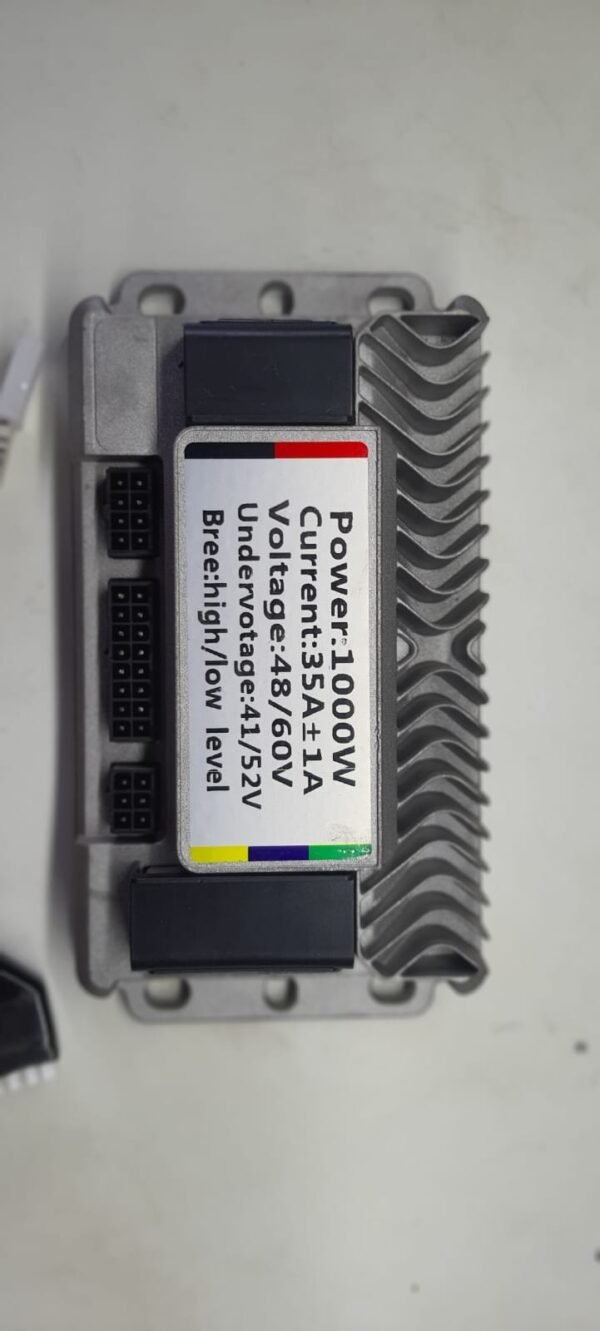 Power:1000W
Current:35A±1A
Voltage:48/60V
Undervotage:41/52V
Bree:high/low level